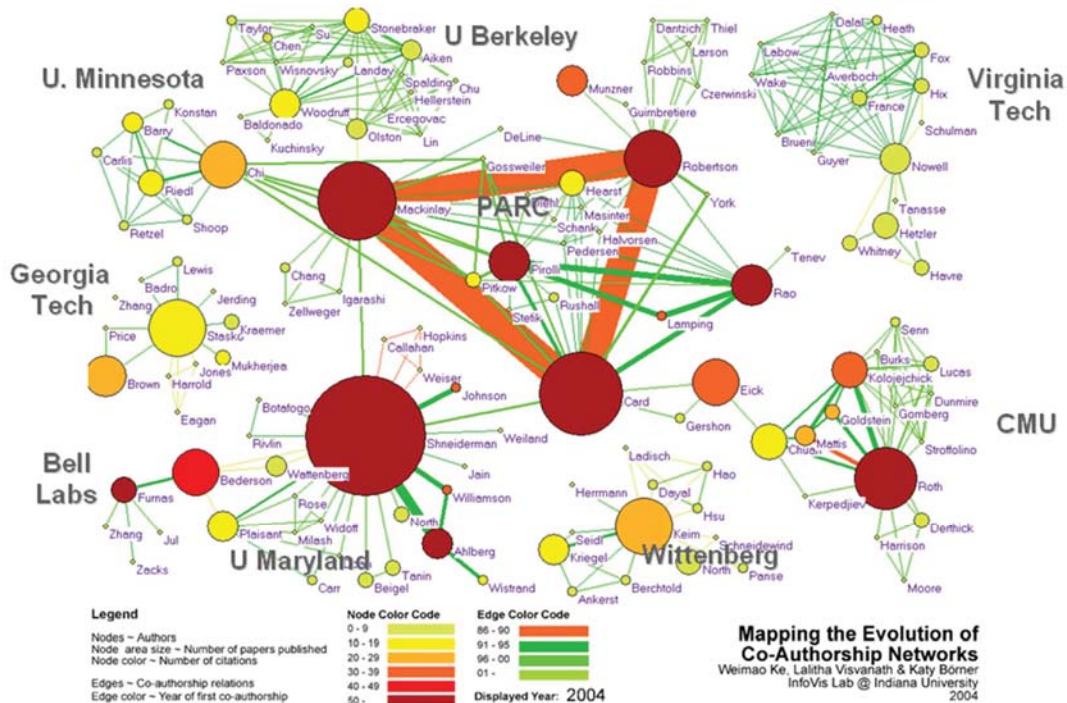 Taylor
Su
Stonebraker
Chen
Aiken
U Berkeley
Paxson
Wisnovsky
Landay
Spalding
Chu
Hellerstein
Woodruff
Ercegovac
Baldonado
Olston
Lin
Kuchinsky
U. Minnesota
Konstan
Barry
Carlis
Riedl
Chi
Retzel
Shoop
Dantzich
Thiel
Larson
Robbins
Czerwinski
Munzner
Guimbretiere
DeLine
Gossweiler
Robertson
Mackinlay
PARC
Hearst
York
Masinter
Schank
Halvorsen
Pedersen
Pirolli
Pitkow
Rushall
Stefik
Rao
Tenev
Lamping
Chang
Igarashi
Zellweger
Dalal
Heath
Labow
Fox
Wake
Averboch
Hix
France
Virginia
Tech
Schulman
Brueni
Guyer
Nowell
Tanasse
Hetzler
Whitney
Havre
Georgia
Tech
Lewis
Badro
Zhang
Jerding
Price
Stasko
Kraemer
Mukherjea
Jones
Brown
Harrold
Eagan
Hopkins
Callahan
Weiser
Johnson
Card
Eick
Gershon
Botafogo
Shneiderman
Weiland
Rivlin
Jain
Wattenberg
Williamson
Bell
Labs
Bederson
Furnas
Rose
North
Plaisant
Widoff
Milash
Ahlberg
Zhang
Jul
Zacks
U Maryland
Carr
Beigel
Tanin
Wistrand
Senn
Burks
Kolojejchick
Lucas
Goldstein
Dunmire
Gomberg
CMU
Mattis
Chuah
Stroffolino
Roth
Kerpedjiev
Derthick
Harrison
Moore
Ladisch
Hao
Herrmann
Dayal
Hsu
Keim
Seidl
Wittenberg
Schneidewind
Kriegel
North
Panse
Berchtold
Ankerst
Legend
Nodes ~ Authors
Node area size ~ Number of papers published
Node color ~ Number of citations
Edges ~ Co-authorship relations
Edge color ~ Year of first co-authorship
Node Color Code
0 - 9
10 - 19
20 - 29
30 - 39
40 - 49
50 -
Edge Color Code
86 - 90
91 - 95
96 - 00
01 -
Displayed Year: 2004
Mapping the Evolution of
Co-Authorship Networks
Weimao Ke, Lalitha Visvanath & Katy Börner
InfoVis Lab @ Indiana University
2004